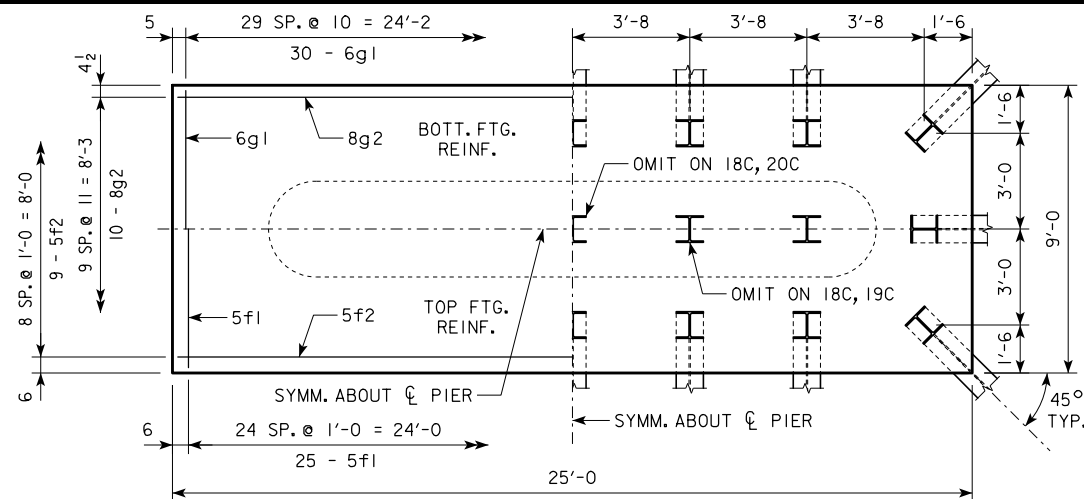 5
29 SP. @ 10 = 24'-2
30 - 6g1
3'-8
3'-8
3'-8
1'-6
4 1/2
6g1
8g2
BOTT. FTG.
REINF.
OMIT ON 18C, 20C
8 SP. @ 1'-0 = 8'-0
9 - 5f2
9 SP. @ 11 = 8'-3
10 - 8g2
1'-6
3'-0
9'-0
3'-0
1'-6
OMIT ON 18C, 19C
5f1
5f2
TOP FTG.
REINF.
6
SYMM. ABOUT ℄ PIER
SYMM. ABOUT ℄ PIER
45°
TYP.
6
24 SP. @ 1'-0 = 24'-0
25 - 5f1
25'-0